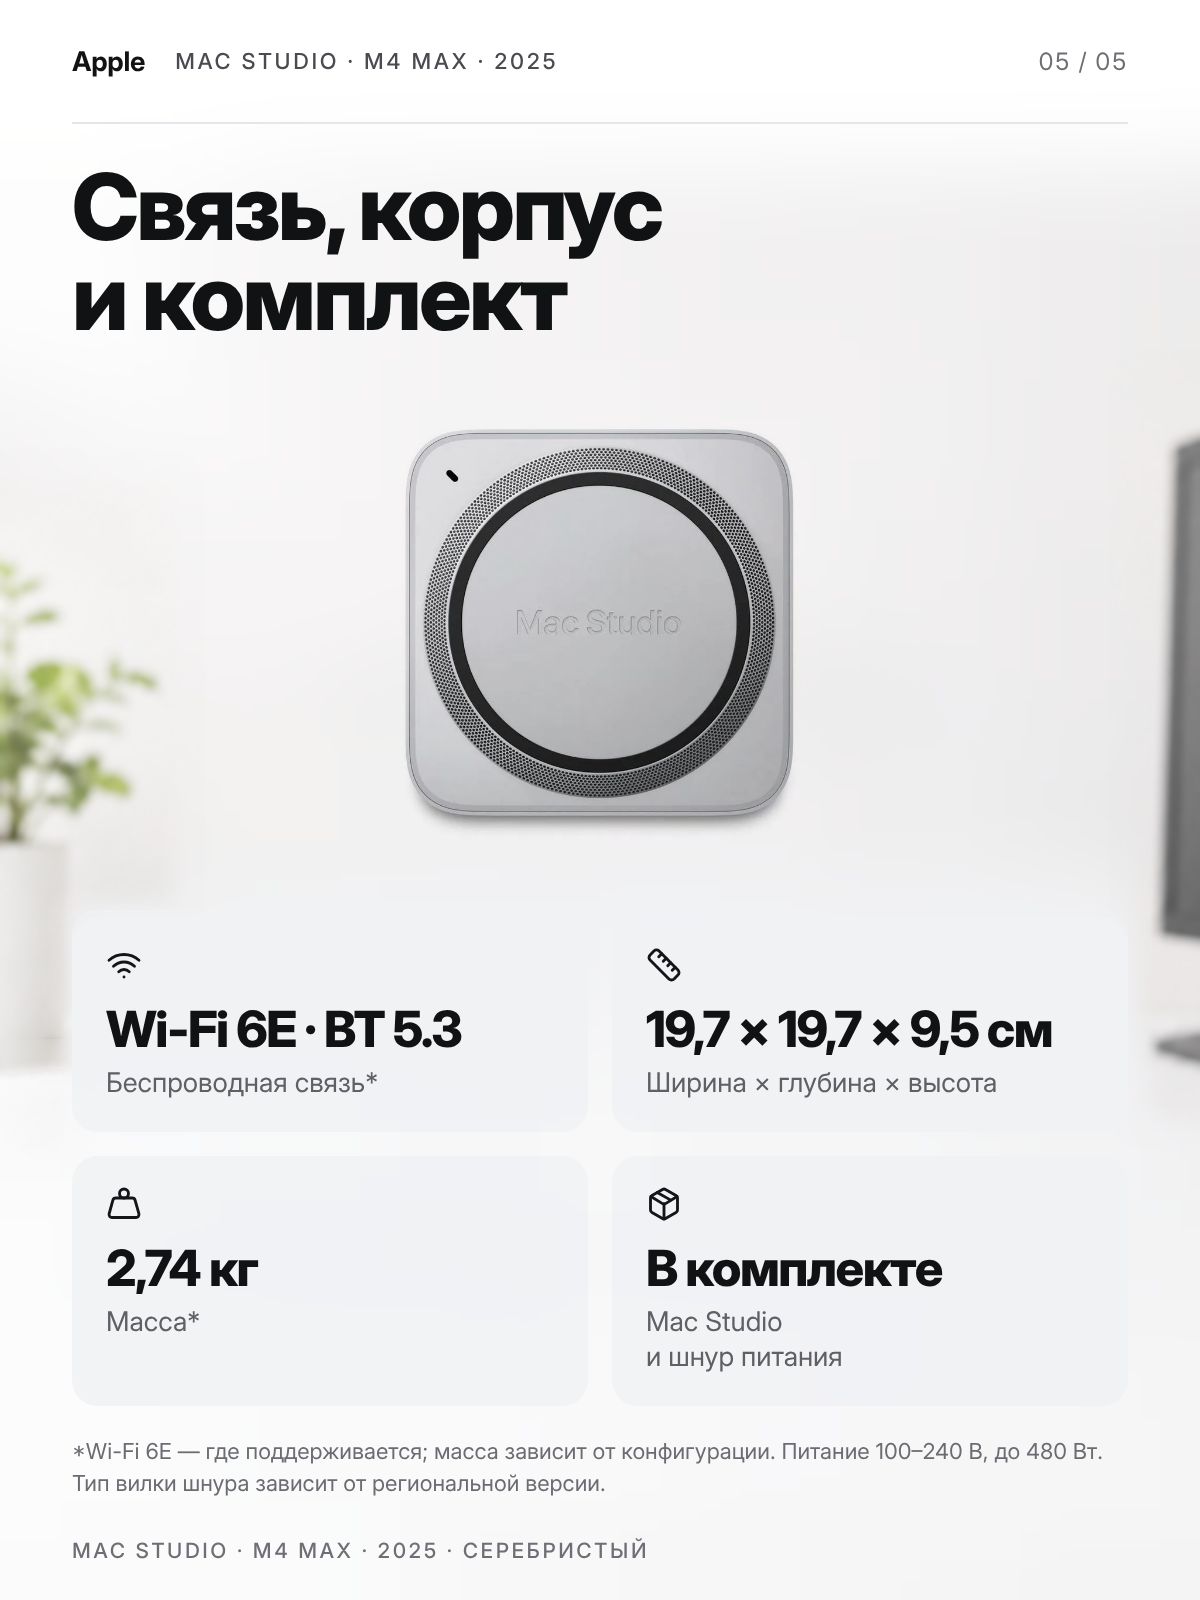 Apple MAC STUDIO · M4 MAX · 2025 05 / 05
Связь, корпус
и комплект
Mac Studio
Wi-Fi 6E · BT 5.3
Беспроводная связь*
19,7 × 19,7 × 9,5 см
Ширина × глубина × высота
2,74 кг
Масса*
В комплекте
Mac Studio
и шнур питания
*Wi-Fi 6E — где поддерживается; масса зависит от конфигурации. Питание 100–240 В, до 480 Вт.
Тип вилки шнура зависит от региональной версии.
MAC STUDIO · M4 MAX · 2025 · СЕРЕБРИСТЫЙ